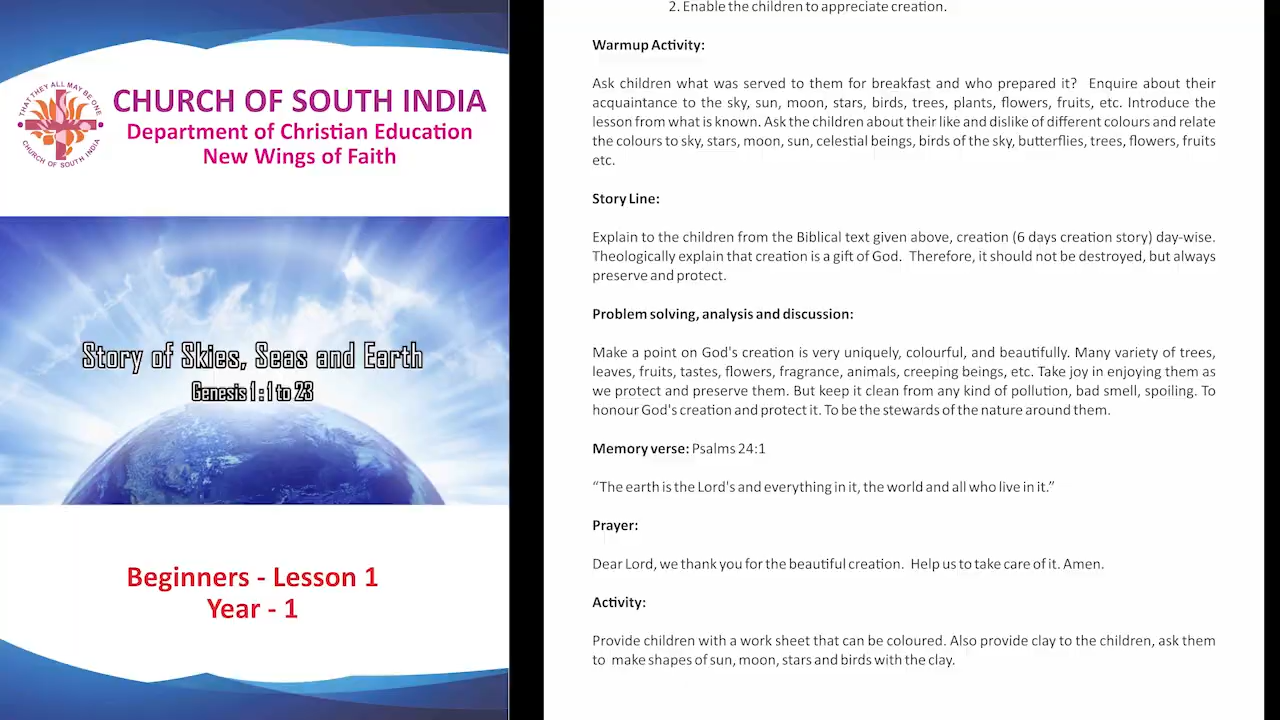 THAT THEY ALL MAY BE ONE
CHURCH OF SOUTH INDIA
CHURCH OF SOUTH INDIA
Department of Christian Education
New Wings of Faith
Story of Skies, Seas and Earth
Genesis 1 : 1 to 23
Beginners - Lesson 1
Year - 1
2. Enable the children to appreciate creation.
Warmup Activity:
Ask children what was served to them for breakfast and who prepared it?  Enquire about their
acquaintance to the sky, sun, moon, stars, birds, trees, plants, flowers, fruits, etc. Introduce the
lesson from what is known. Ask the children about their like and dislike of different colours and relate
the colours to sky, stars, moon, sun, celestial beings, birds of the sky, butterflies, trees, flowers, fruits
etc.
Story Line:
Explain to the children from the Biblical text given above, creation (6 days creation story) day-wise.
Theologically explain that creation is a gift of God.  Therefore, it should not be destroyed, but always
preserve and protect.
Problem solving, analysis and discussion:
Make a point on God's creation is very uniquely, colourful, and beautifully. Many variety of trees,
leaves, fruits, tastes, flowers, fragrance, animals, creeping beings, etc. Take joy in enjoying them as
we protect and preserve them. But keep it clean from any kind of pollution, bad smell, spoiling. To
honour God's creation and protect it. To be the stewards of the nature around them.
Memory verse: Psalms 24:1
“The earth is the Lord's and everything in it, the world and all who live in it.”
Prayer:
Dear Lord, we thank you for the beautiful creation.  Help us to take care of it. Amen.
Activity:
Provide children with a work sheet that can be coloured. Also provide clay to the children, ask them
to  make shapes of sun, moon, stars and birds with the clay.